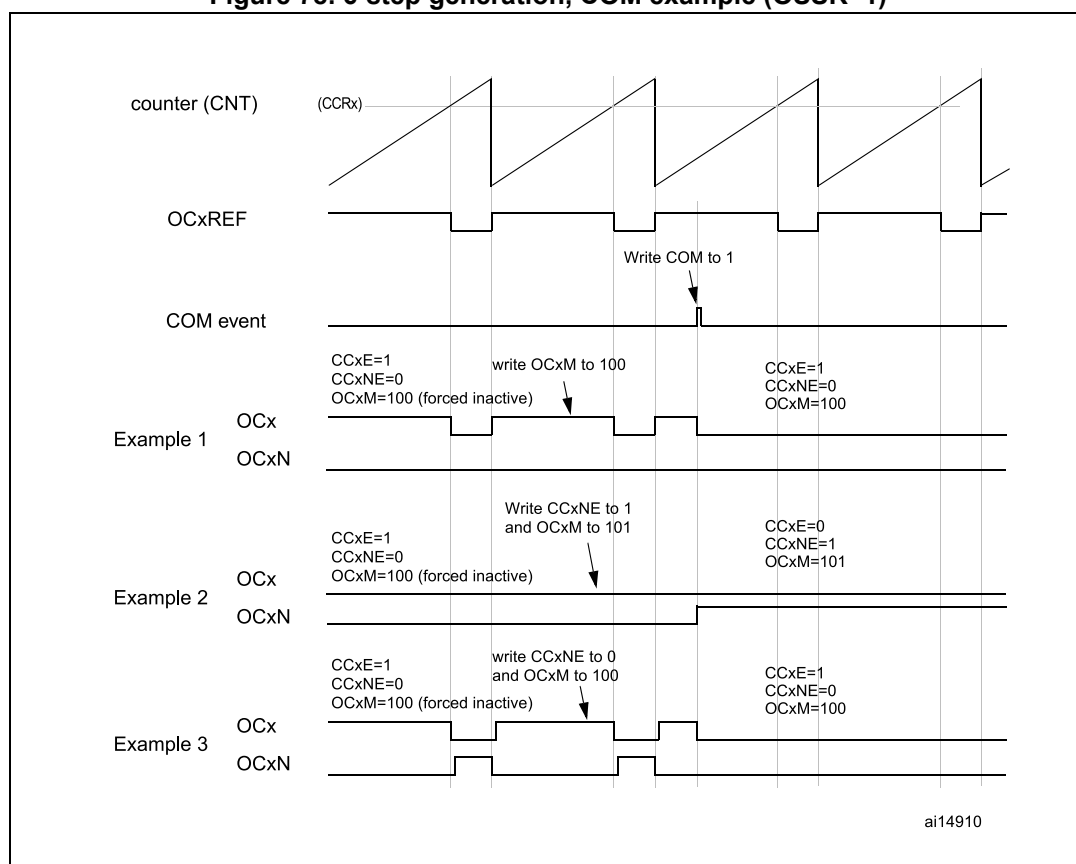 Figure step generation, COM example
counter (CNT)
(CCRx)
OCxREF
Write COM to 1
COM event
CCxE=1
CCxNE=0
OCxM=100 (forced inactive)
write OCxM to 100
CCxE=1
CCxNE=0
OCxM=100
Example 1
OCx
OCxN
Write CCxNE to 1
and OCxM to 101
CCxE=1
CCxNE=0
OCxM=100 (forced inactive)
CCxE=0
CCxNE=1
OCxM=101
Example 2
OCx
OCxN
write CCxNE to 0
and OCxM to 100
CCxE=1
CCxNE=0
OCxM=100 (forced inactive)
CCxE=1
CCxNE=0
OCxM=100
Example 3
OCx
OCxN
ai14910